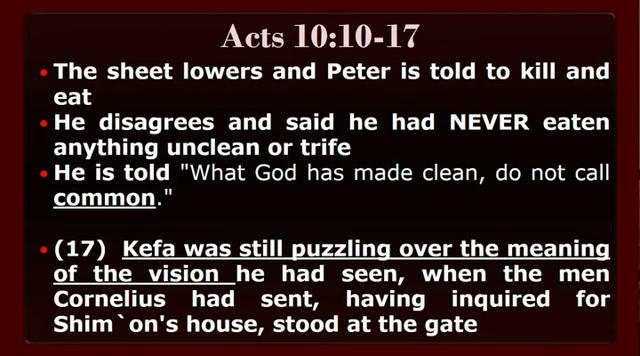 Acts 10:10-17
• The sheet lowers and Peter is told to kill and
eat
• He disagrees and said he had NEVER eaten
anything unclean or trife
• He is told "What God has made clean, do not call
common."
• (17) Kefa was still puzzling over the meaning
of the vision he had seen, when the men
Cornelius had sent, having inquired for
Shim`on's house, stood at the gate